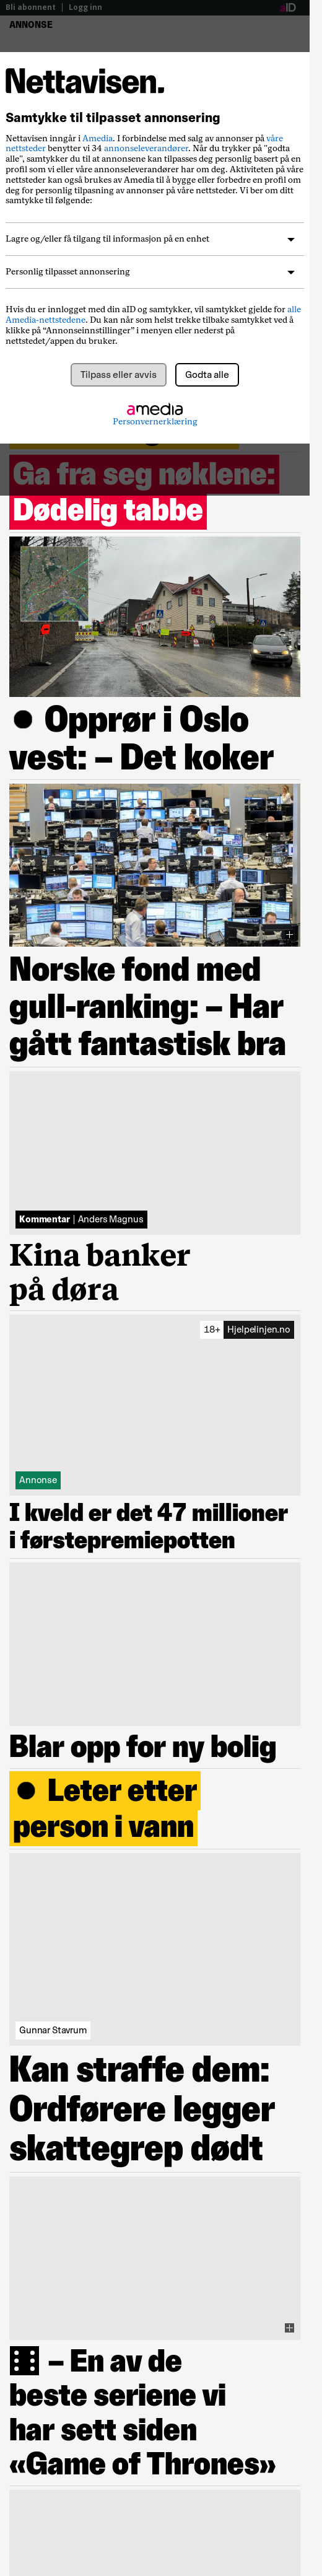 Bli abonnent | Logg inn
aID
ANNONSE
Nettavisen.
Samtykke til tilpasset annonsering
Nettavisen inngår i Amedia. I forbindelse med salg av annonser på våre
nettsteder benytter vi 34 annonseleverandører. Når du trykker på "godta
alle", samtykker du til at annonsene kan tilpasses deg personlig basert på en
profil som vi eller våre annonseleverandører har om deg. Aktiviteten på våre
nettsteder kan også brukes av Amedia til å bygge eller forbedre en profil om
deg for personlig tilpasning av annonser på våre nettsteder. Vi ber om ditt
samtykke til følgende:
Lagre og/eller få tilgang til informasjon på en enhet
Personlig tilpasset annonsering
Hvis du er innlogget med din aID og samtykker, vil samtykket gjelde for alle
Amedia-nettstedene. Du kan når som helst trekke tilbake samtykket ved å
klikke på “Annonseinnstillinger” i menyen eller nederst på
nettstedet/appen du bruker.
Tilpass eller avvis
Godta alle
amedia
Personvernerklæring
Ga fra seg nøklene:
Dødelig tabbe
Opprør i Oslo
vest: – Det koker
Norske fond med
gull-ranking: – Har
gått fantastisk bra
Kommentar | Anders Magnus
Kina banker
på døra
18+ Hjelpelinjen.no
Annonse
I kveld er det 47 millioner
i førstepremiepotten
Blar opp for ny bolig
Leter etter
person i vann
Gunnar Stavrum
Kan straffe dem:
Ordførere legger
skattegrep dødt
– En av de
beste seriene vi
har sett siden
«Game of Thrones»